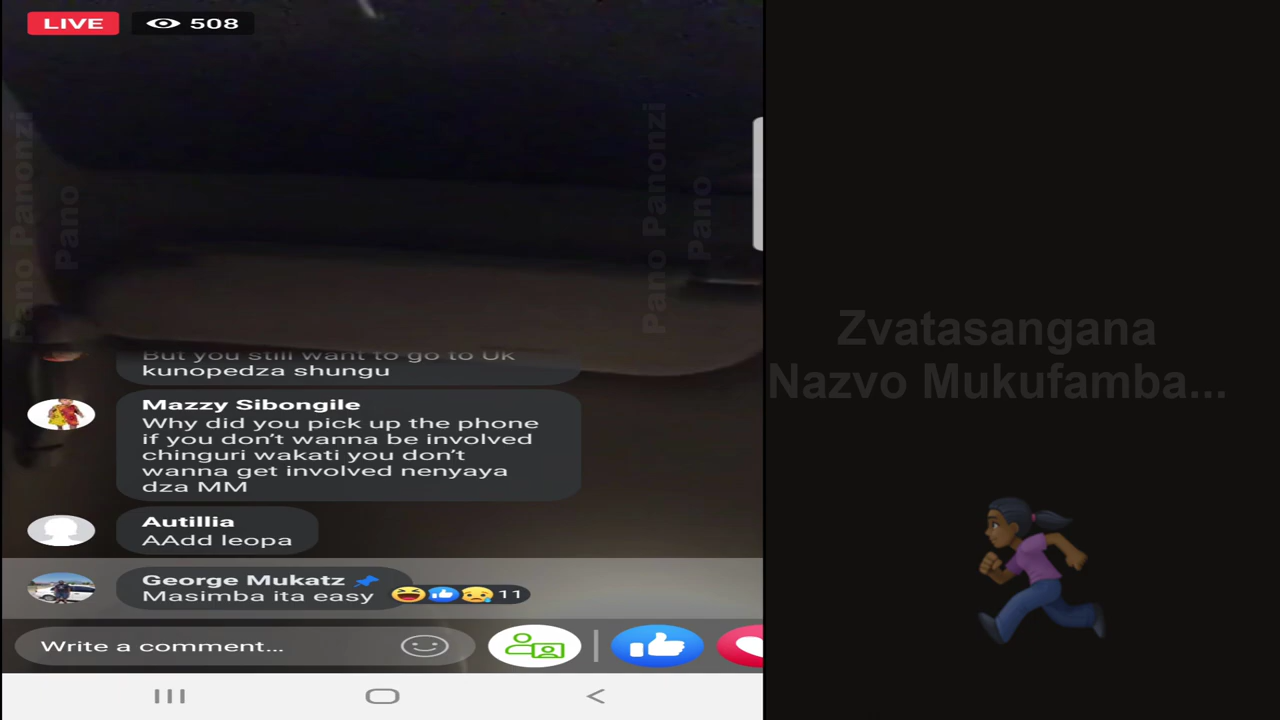 LIVE
508
Pano Panonzi
Pano
Pano Panonzi
Pano
But you still want to go to Uk
kunopedza shungu
Mazzy Sibongile
Why did you pick up the phone
if you don't wanna be involved
chinguri wakati you don't
wanna get involved nenyaya
dza MM
Autillia
AAdd leopa
George Mukatz
Masimba ita easy
11
Write a comment...
Zvatasangana
Nazvo Mukufamba...